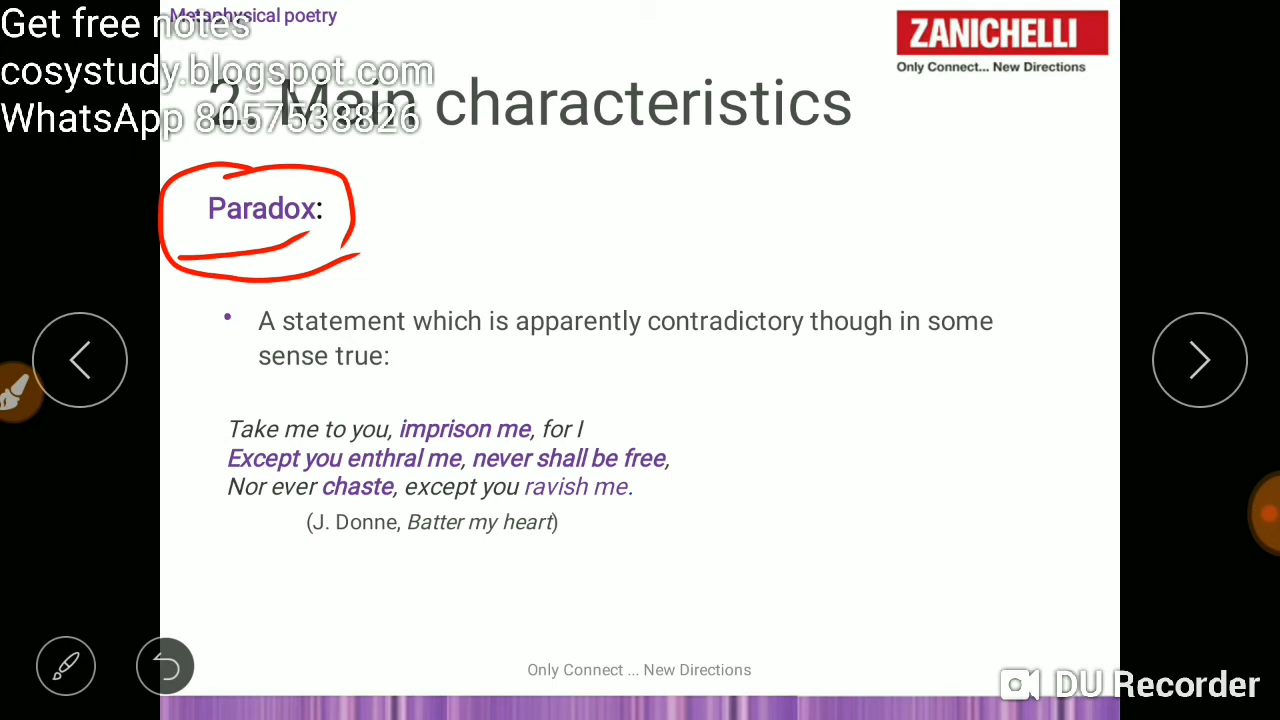 Metaphysical poetry
Get free notes
cosystudy.blogspot.com
WhatsApp 8057538826
ZANICHELLI
Only Connect... New Directions
2. Main characteristics
Paradox:
• A statement which is apparently contradictory though in some
sense true:
Take me to you, imprison me, for I
Except you enthral me, never shall be free,
Nor ever chaste, except you ravish me.
(J. Donne, Batter my heart)
Only Connect ... New Directions
DU Recorder